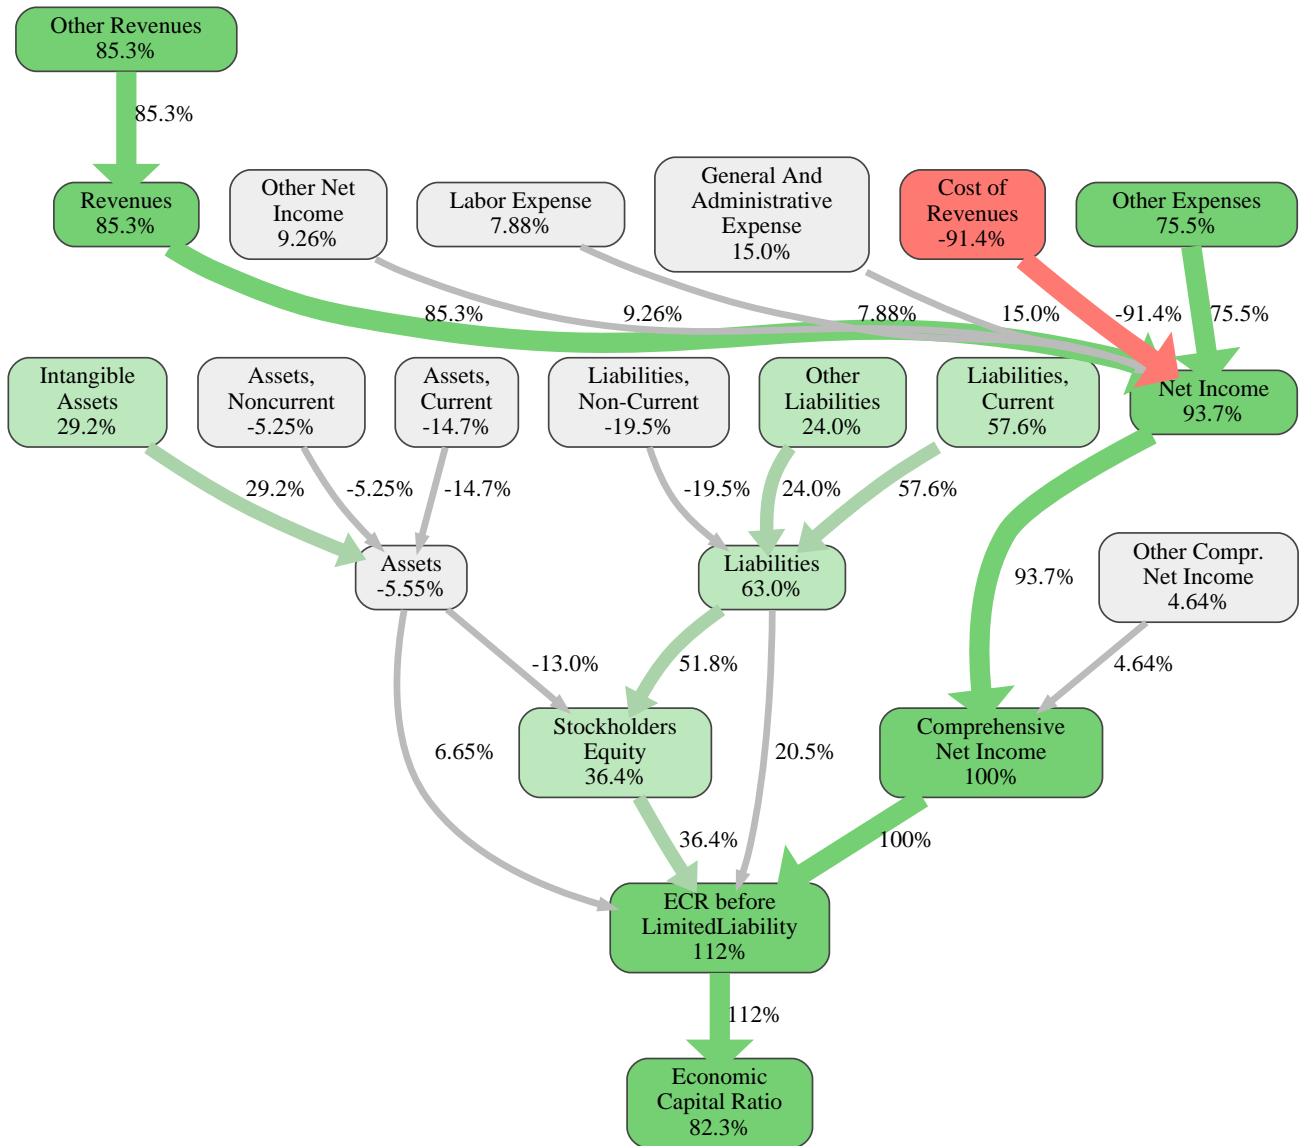 Other Revenues
85.3%
85.3%
Revenues
85.3%
Other Net
Income
9.26%
Labor Expense
7.88%
General And
Administrative
Expense
15.0%
Cost of
Revenues
-91.4%
Other Expenses
75.5%
85.3%
9.26%
7.88%
15.0%
-91.4%
75.5%
Intangible
Assets
29.2%
Assets,
Noncurrent
-5.25%
Assets,
Current
-14.7%
Liabilities,
Non-Current
-19.5%
Other
Liabilities
24.0%
Liabilities,
Current
57.6%
Net Income
93.7%
29.2%
-5.25%
-14.7%
-19.5%
24.0%
57.6%
Assets
-5.55%
Liabilities
63.0%
93.7%
Other Compr.
Net Income
4.64%
-13.0%
51.8%
4.64%
6.65%
Stockholders
Equity
36.4%
20.5%
Comprehensive
Net Income
100%
36.4%
100%
ECR before
LimitedLiability
112%
112%
Economic
Capital Ratio
82.3%